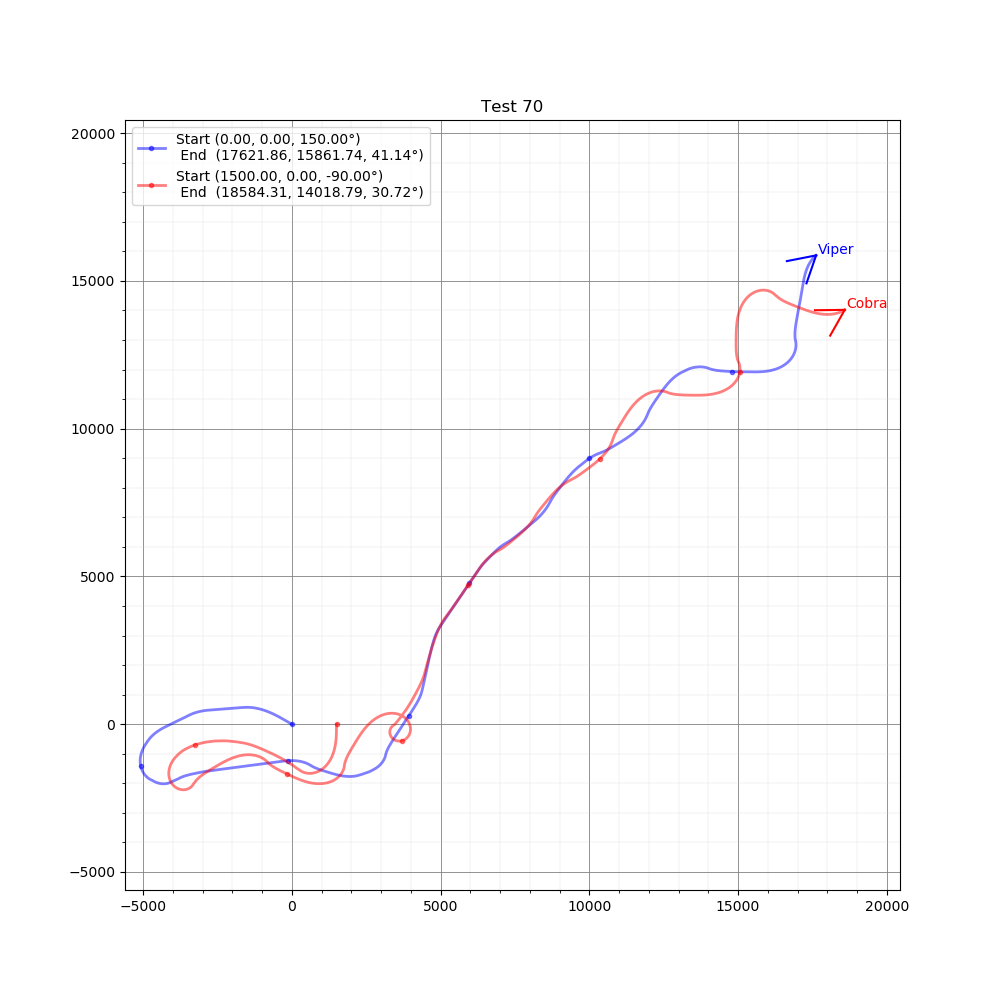 Test 70
Start (0.00, 0.00, 150.00°)
End  (17621.86, 15861.74, 41.14°)
Start (1500.00, 0.00, -90.00°)
End  (18584.31, 14018.79, 30.72°)
20000
15000
10000
5000
0
−5000
Viper
Cobra
−5000 0 5000 10000 15000 20000